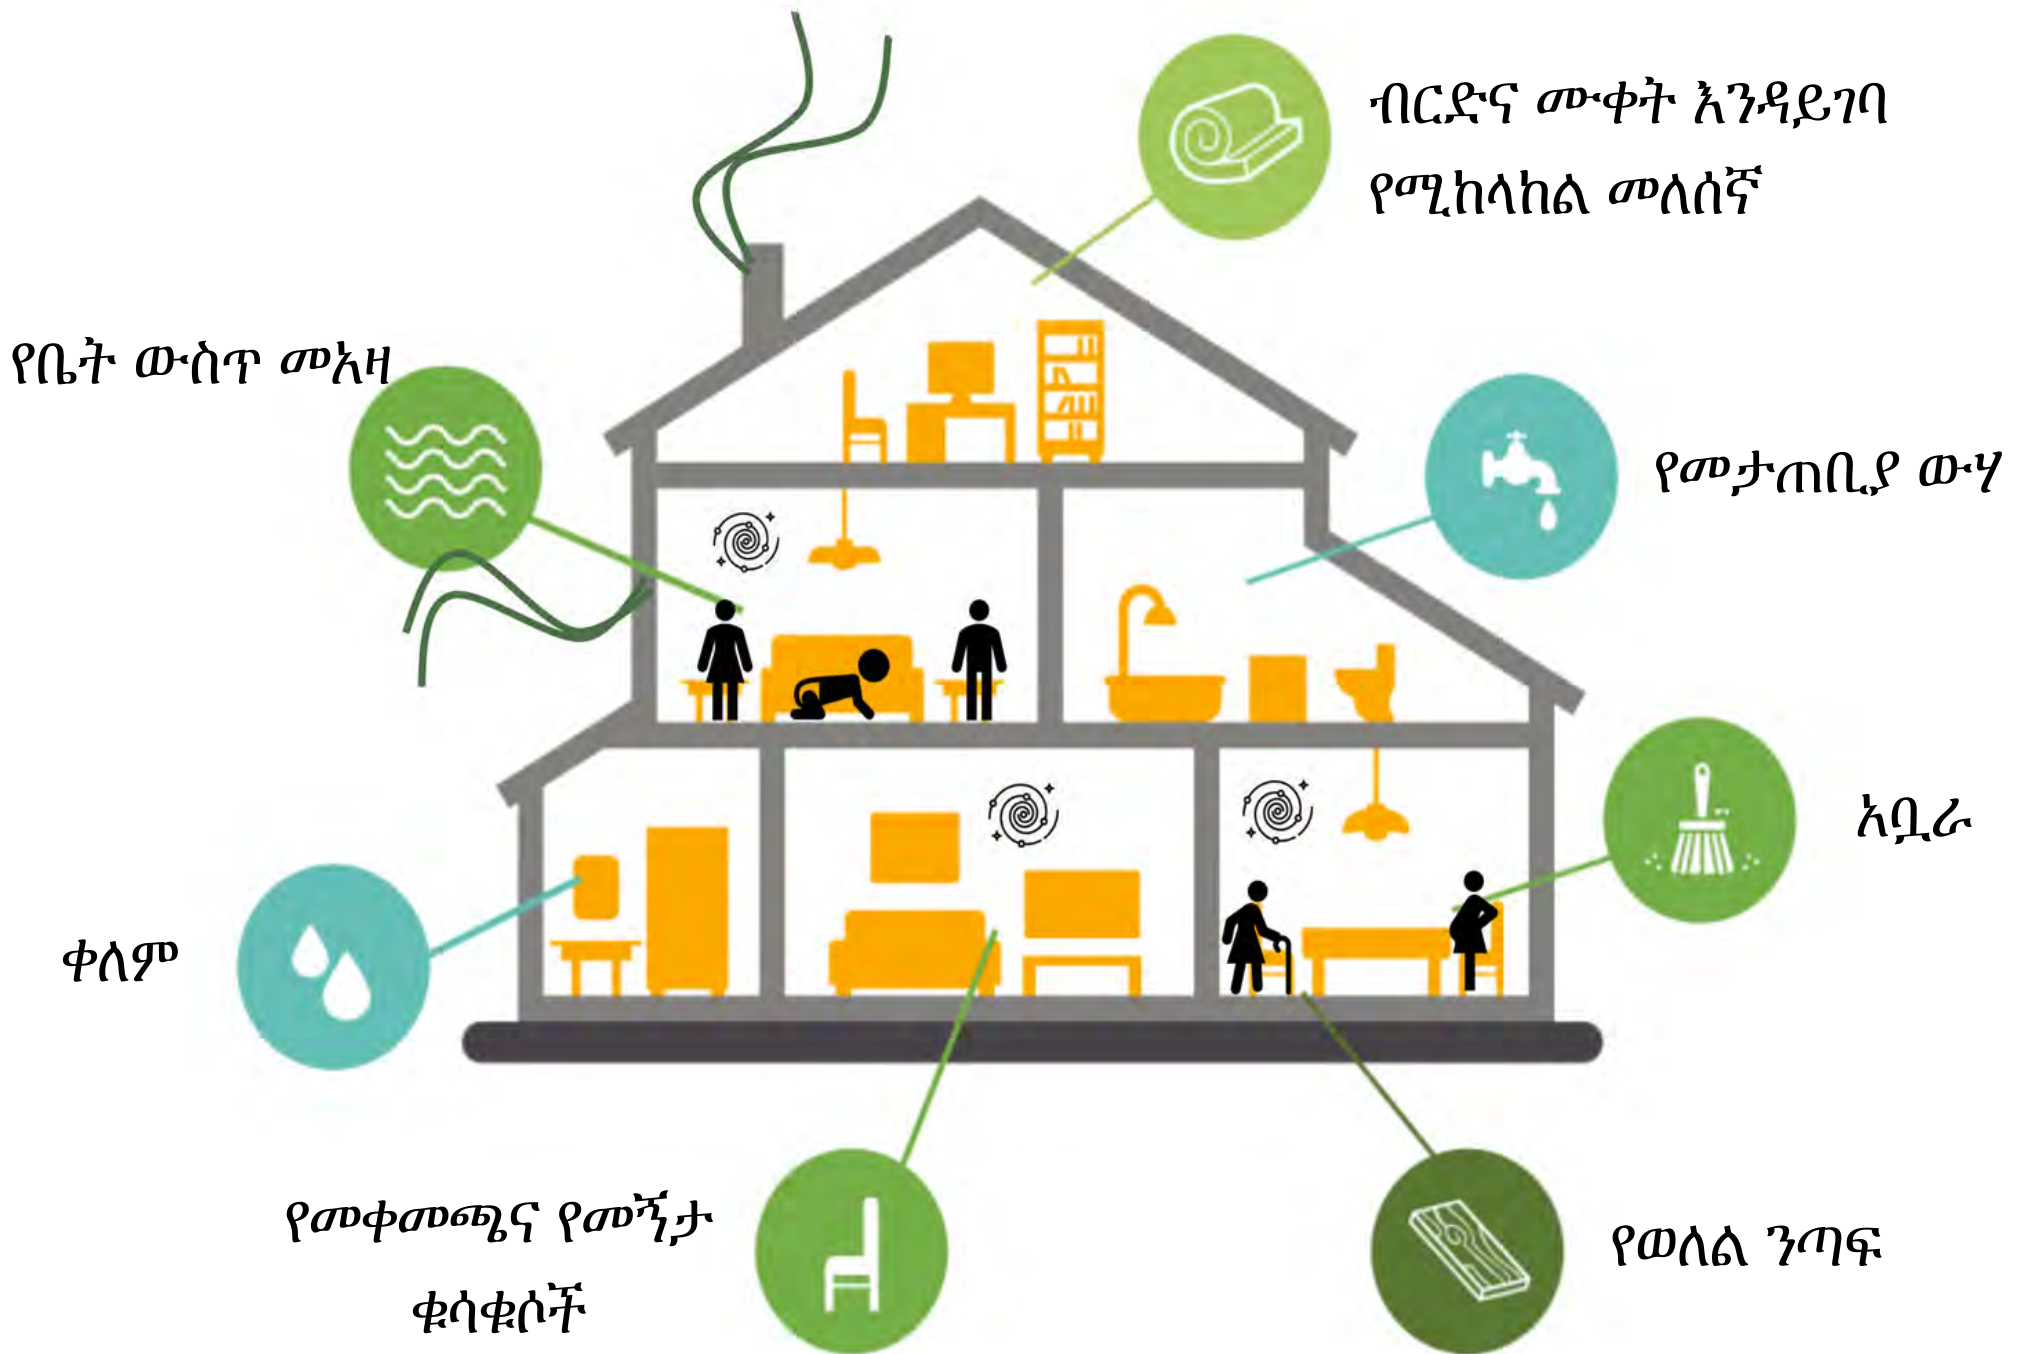 ብርድና ሙቀት እንዳይገባ
የሚከላከል መለሰኛ
የቤት ውስጥ መአዛ
የመታጠቢያ ውሃ
አቧራ
ቀለም
የመቀመጫና የመኝታ
ቁሳቁሶች
የወለል ንጣፍ